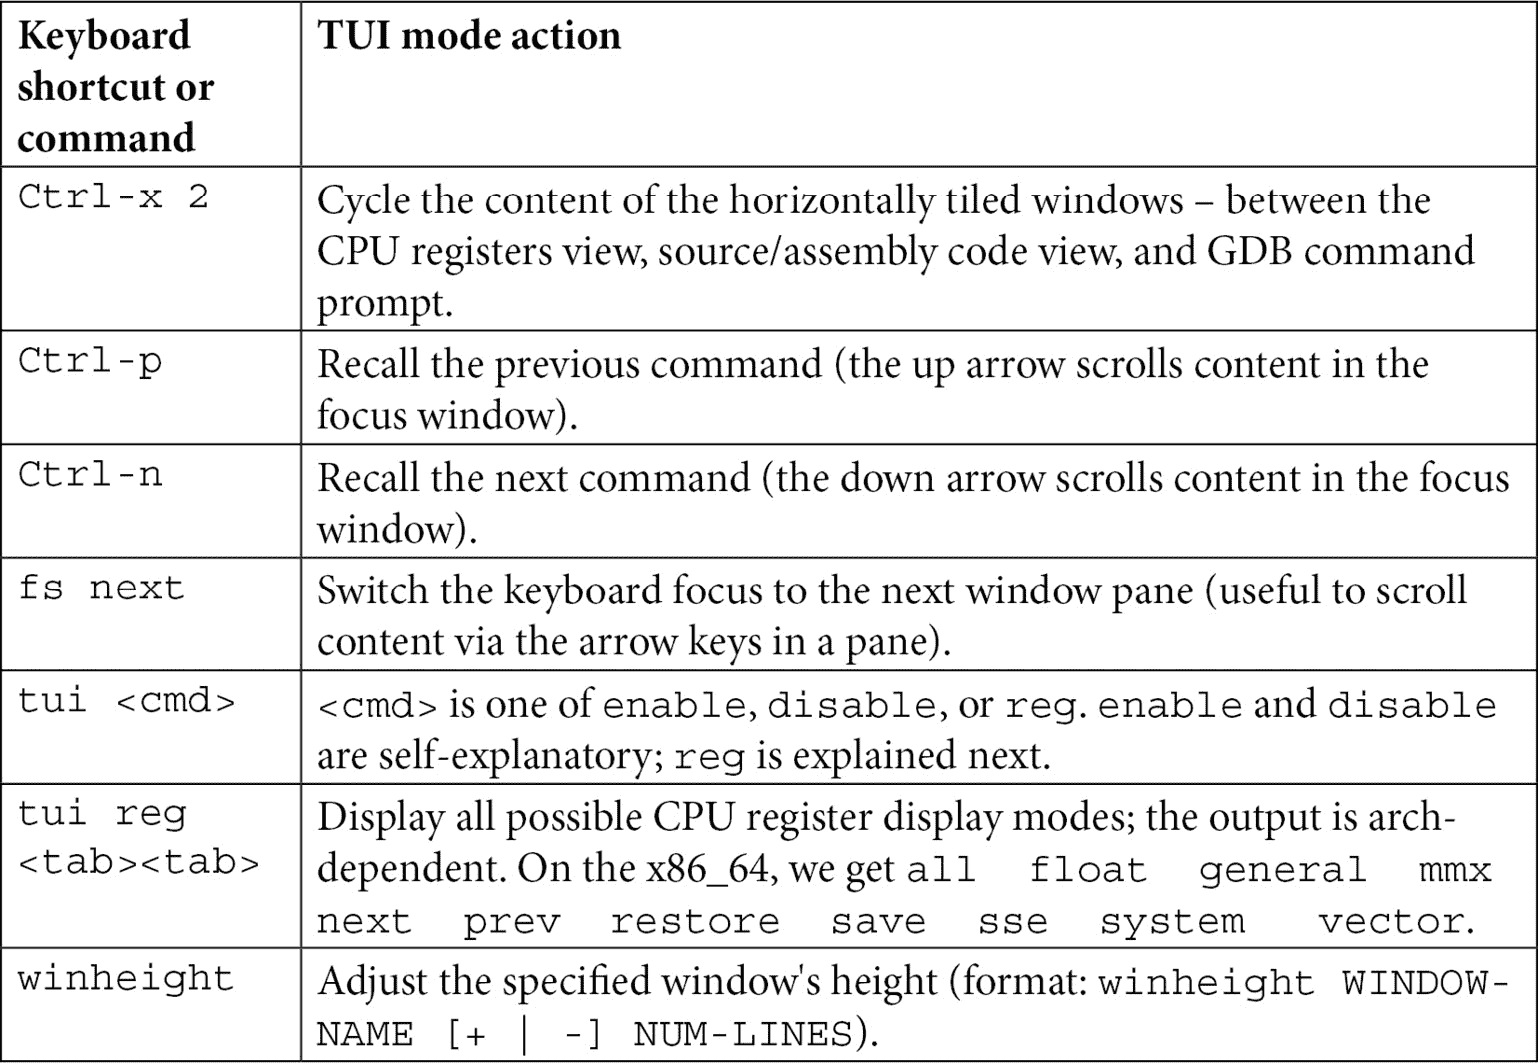 Keyboard
shortcut or
command
TUI mode action
Ctrl-x 2
Cycle the content of the horizontally tiled windows – between the
CPU registers view, source/assembly code view, and GDB command
prompt.
Ctrl-p
Recall the previous command (the up arrow scrolls content in the
focus window).
Ctrl-n
Recall the next command (the down arrow scrolls content in the focus
window).
fs next
Switch the keyboard focus to the next window pane (useful to scroll
content via the arrow keys in a pane).
tui <cmd>
<cmd> is one of enable, disable, or reg. enable and disable
are self-explanatory; reg is explained next.
tui reg
<tab><tab>
Display all possible CPU register display modes; the output is arch-
dependent. On the x86_64, we get all float general mmx
next prev restore save sse system vector.
winheight
Adjust the specified window's height (format: winheight WINDOW-
NAME [+ | -] NUM-LINES).